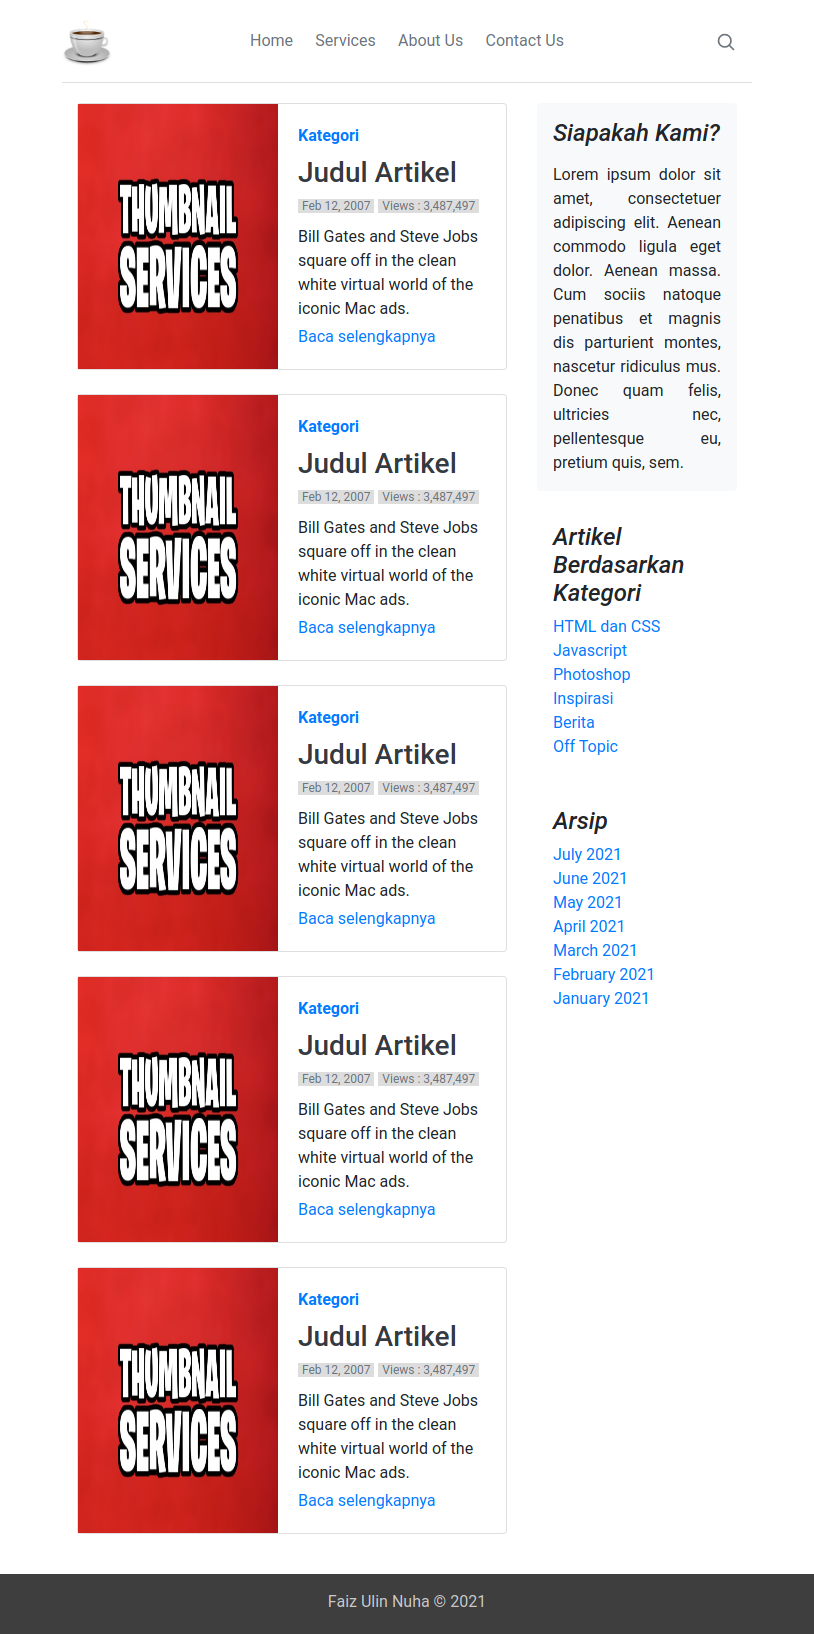 Home Services About Us Contact Us
THUMBNAIL
SERVICES
Kategori
Judul Artikel
Feb 12, 2007 Views : 3,487,497
Bill Gates and Steve Jobs
square off in the clean
white virtual world of the
iconic Mac ads.
Baca selengkapnya
THUMBNAIL
SERVICES
Kategori
Judul Artikel
Feb 12, 2007 Views : 3,487,497
Bill Gates and Steve Jobs
square off in the clean
white virtual world of the
iconic Mac ads.
Baca selengkapnya
THUMBNAIL
SERVICES
Kategori
Judul Artikel
Feb 12, 2007 Views : 3,487,497
Bill Gates and Steve Jobs
square off in the clean
white virtual world of the
iconic Mac ads.
Baca selengkapnya
THUMBNAIL
SERVICES
Kategori
Judul Artikel
Feb 12, 2007 Views : 3,487,497
Bill Gates and Steve Jobs
square off in the clean
white virtual world of the
iconic Mac ads.
Baca selengkapnya
THUMBNAIL
SERVICES
Kategori
Judul Artikel
Feb 12, 2007 Views : 3,487,497
Bill Gates and Steve Jobs
square off in the clean
white virtual world of the
iconic Mac ads.
Baca selengkapnya
Siapakah Kami?
Lorem ipsum dolor sit
amet, consectetuer
adipiscing elit. Aenean
commodo ligula eget
dolor. Aenean massa.
Cum sociis natoque
penatibus et magnis
dis parturient montes,
nascetur ridiculus mus.
Donec quam felis,
ultricies nec,
pellentesque eu,
pretium quis, sem.
Artikel
Berdasarkan
Kategori
HTML dan CSS
Javascript
Photoshop
Inspirasi
Berita
Off Topic
Arsip
July 2021
June 2021
May 2021
April 2021
March 2021
February 2021
January 2021
Faiz Ulin Nuha © 2021